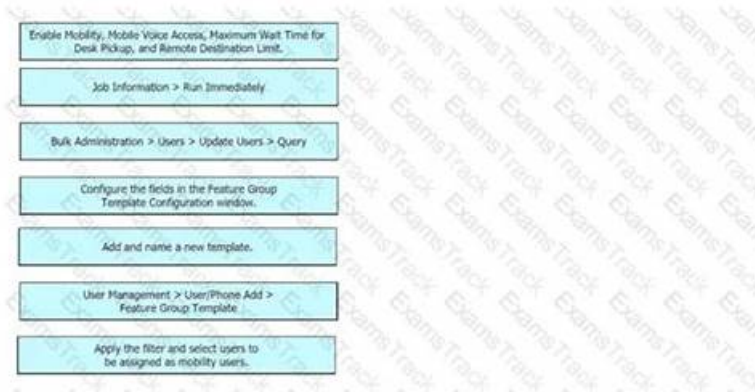 Enable Mobility, Mobile Voice Access, Maximum Wait Time for
Desk Pickup, and Remote Destination Limit.
Job Information > Run Immediately
Bulk Administration > Users > Update Users > Query
Configure the fields in the Feature Group
Template Configuration window.
Add and name a new template.
User Management > User/Phone Add >
Feature Group Template
Apply the filter and select users to
be assigned as mobility users.